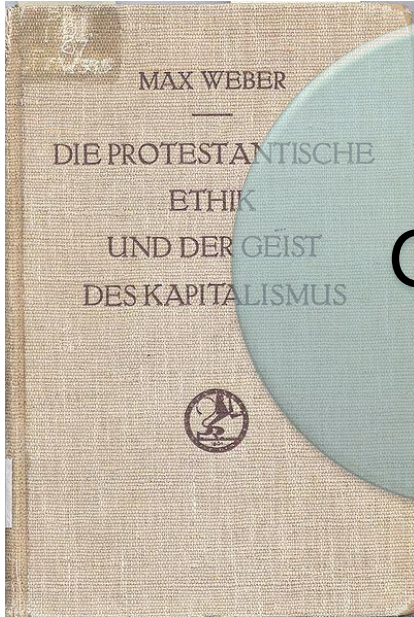 MAX WEBER
DIE PROTESTANTISCHE
ETHIK
UND DER GEIST
DES KAPITALISMUS